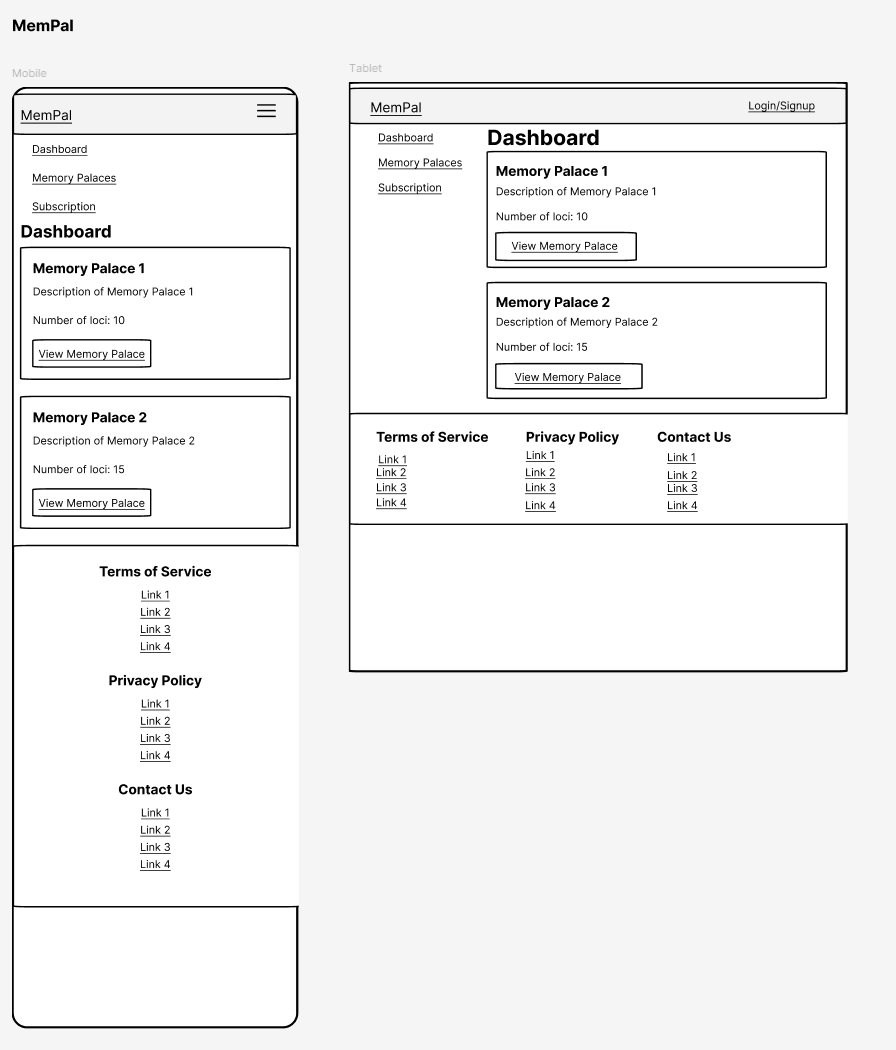 MemPal
Mobile
MemPal
Dashboard
Memory Palaces
Subscription
Dashboard
Memory Palace 1
Description of Memory Palace 1
Number of loci: 10
View Memory Palace
Memory Palace 2
Description of Memory Palace 2
Number of loci: 15
View Memory Palace
Terms of Service
Link 1
Link 2
Link 3
Link 4
Privacy Policy
Link 1
Link 2
Link 3
Link 4
Contact Us
Link 1
Link 2
Link 3
Link 4
Tablet
MemPal
Login/Signup
Dashboard
Memory Palaces
Subscription
Dashboard
Memory Palace 1
Description of Memory Palace 1
Number of loci: 10
View Memory Palace
Memory Palace 2
Description of Memory Palace 2
Number of loci: 15
View Memory Palace
Terms of Service
Link 1
Link 2
Link 3
Link 4
Privacy Policy
Link 1
Link 2
Link 3
Link 4
Contact Us
Link 1
Link 2
Link 3
Link 4